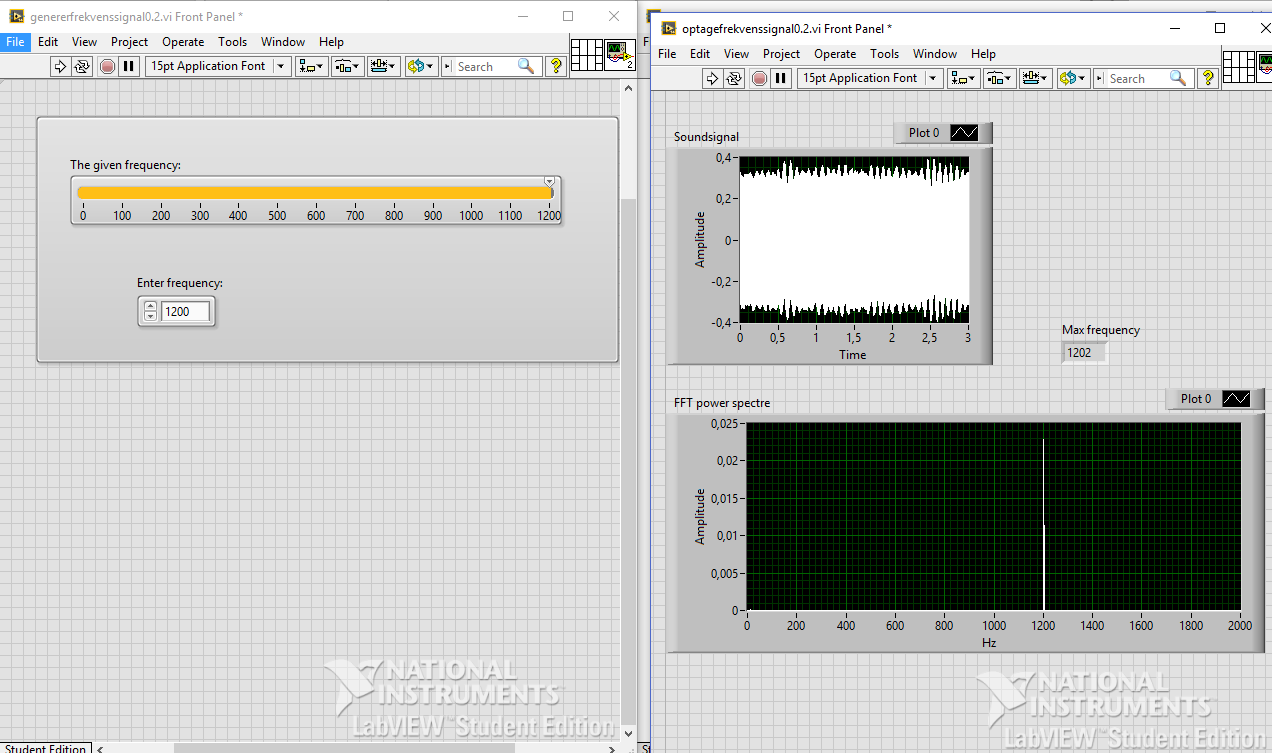 genererfrekvenssignal0.2.vi Front Panel *
File Edit View Project Operate Tools Window Help
15pt Application Font
Search
?
2
The given frequency:
0 100 200 300 400 500 600 700 800 900 1000 1100 1200
Enter frequency:
1200
NATIONAL
INSTRUMENTS™
LabVIEW™ Student Edition
Student Edition
optagefrekvenssignal0.2.vi Front Panel *
File Edit View Project Operate Tools Window Help
15pt Application Font
Search
?
Soundsignal
Plot 0
0,4
0,2
0
-0,2
-0,4
Amplitude
0 0,5 1 1,5 2 2,5 3
Time
Max frequency
1202
FFT power spectre
Plot 0
0,025
0,02
0,015
0,01
0,005
0
Amplitude
0 200 400 600 800 1000 1200 1400 1600 1800 2000
Hz
NATIONAL
INSTRUMENTS™
LabVIEW™ Student Edition